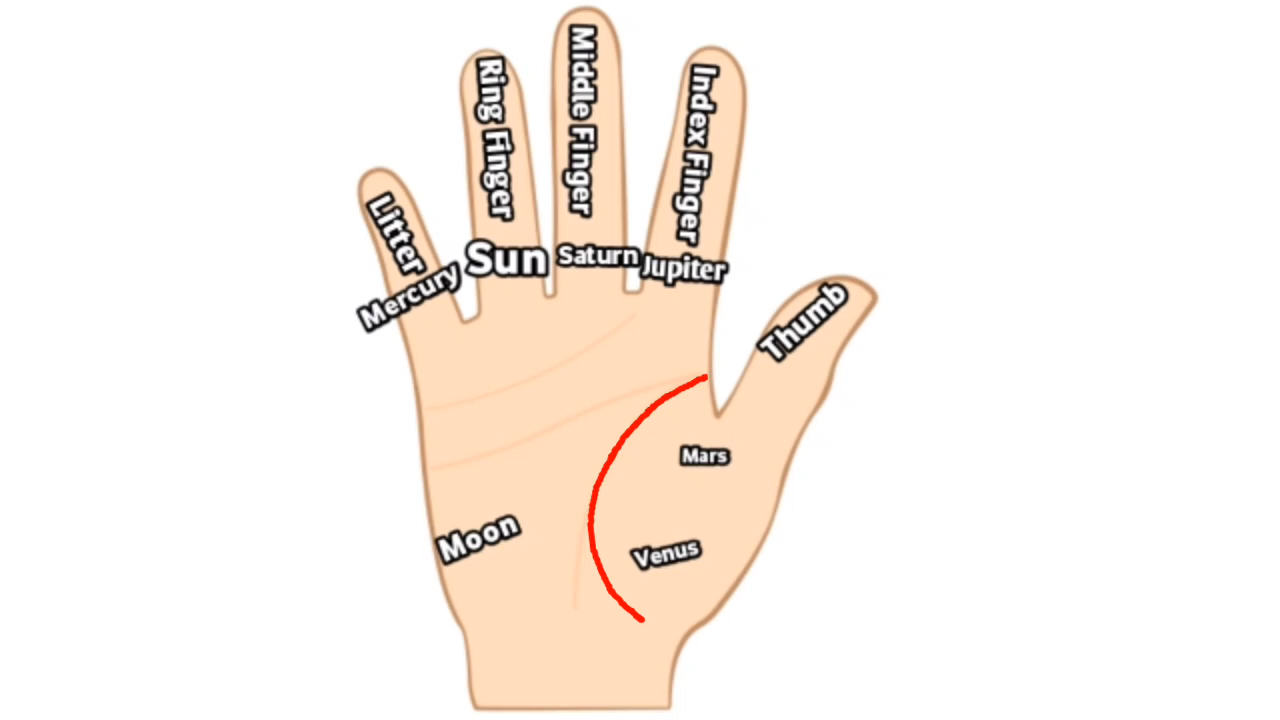 Litter
Ring Finger
Middle Finger
Index Finger
Thumb
Mercury
Sun
Saturn
Jupiter
Mars
Moon
Venus